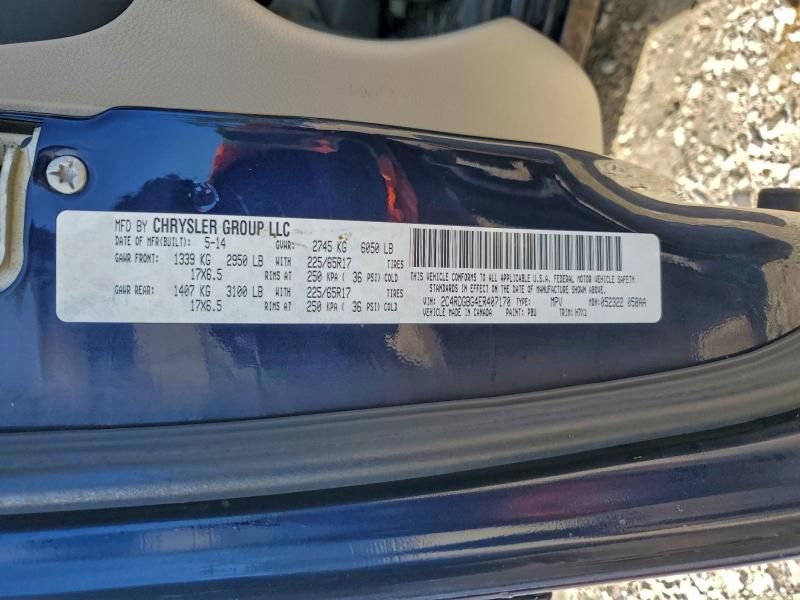 MFD BY CHRYSLER GROUP LLC
DATE OF MFR(BUILT): 5-14 GVWR: 2745 KG 6050 LB
GAWR FRONT: 1339 KG 2950 LB WITH 225/65R17 TIRES
17X6.5 RIMS AT 250 KPA ( 36 PSI) COLD
GAWR REAR: 1407 KG 3100 LB WITH 225/65R17 TIRES
17X6.5 RIMS AT 250 KPA ( 36 PSI) COLD
THIS VEHICLE CONFORMS TO ALL APPLICABLE U.S.A. FEDERAL MOTOR VEHICLE SAFETY
STANDARDS IN EFFECT ON THE DATE OF MANUFACTURE SHOWN ABOVE.
VIN: 2C4RDGBG4ER407170 TYPE: MPV MDH: 052322 058AA
VEHICLE MADE IN CANADA PAINT: PBU TRIM: H7X1